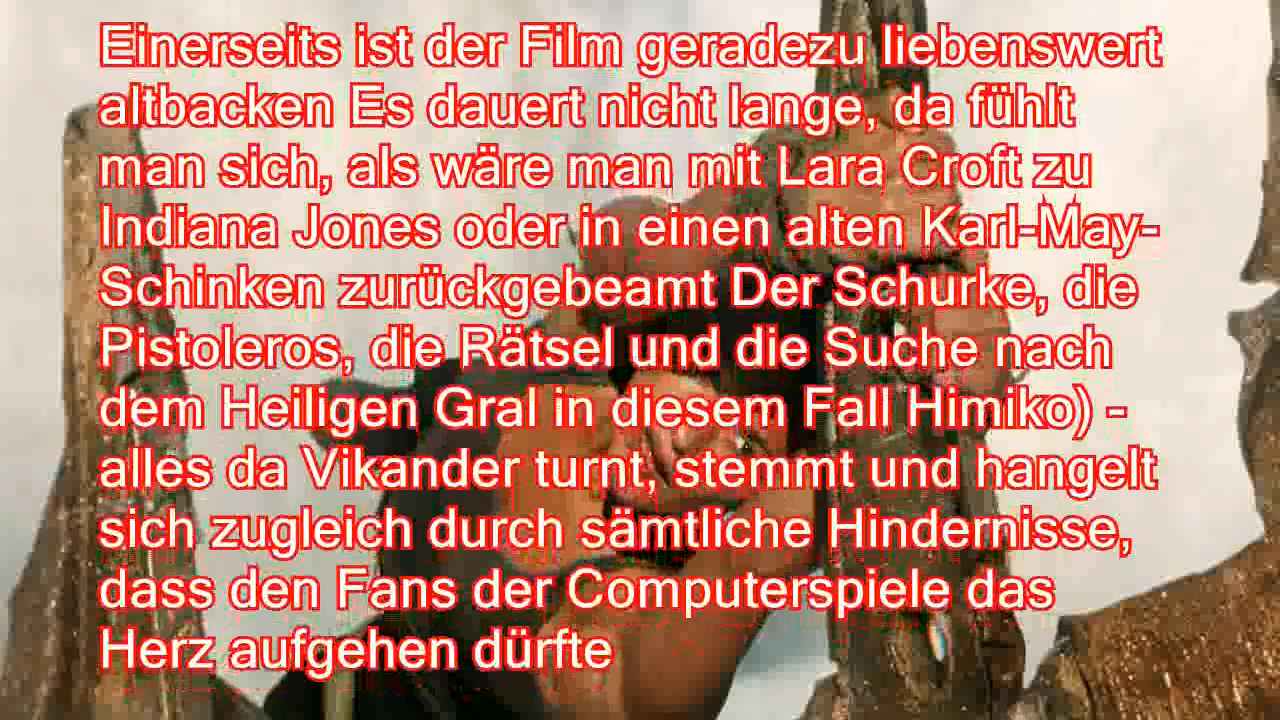 Einerseits ist der Film geradezu liebenswert
altbacken Es dauert nicht lange, da fühlt
man sich, als wäre man mit Lara Croft zu
Indiana Jones oder in einen alten Karl-May-
Schinken zurückgebeamt Der Schurke, die
Pistoleros, die Rätsel und die Suche nach
dem Heiligen Gral in diesem Fall Himiko) -
alles da Vikander turnt, stemmt und hangelt
sich zugleich durch sämtliche Hindernisse,
dass den Fans der Computerspiele das
Herz aufgehen dürfte